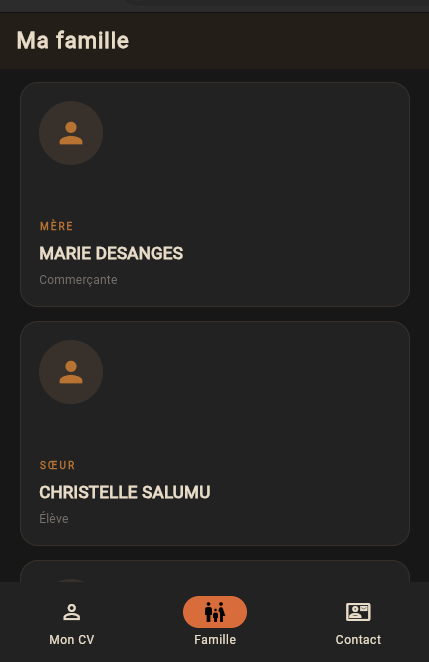 Ma famille
MÈRE
MARIE DESANGES
Commerçante
SŒUR
CHRISTELLE SALUMU
Élève
Mon CV
Famille
Contact